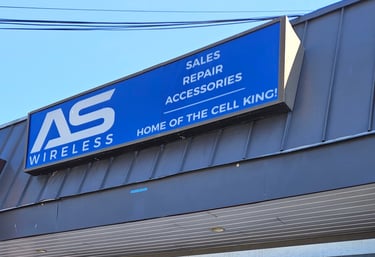 AS
WIRELESS
SALES
REPAIR
ACCESSORIES
HOME OF THE CELL KING!